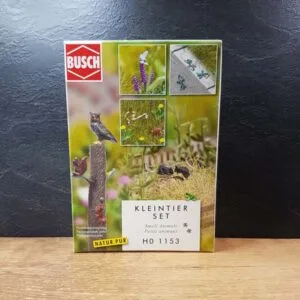 BUSCH
KLEINTIER
SET
Small Animals
Petits animaux
NATUR PUR
H0 1153